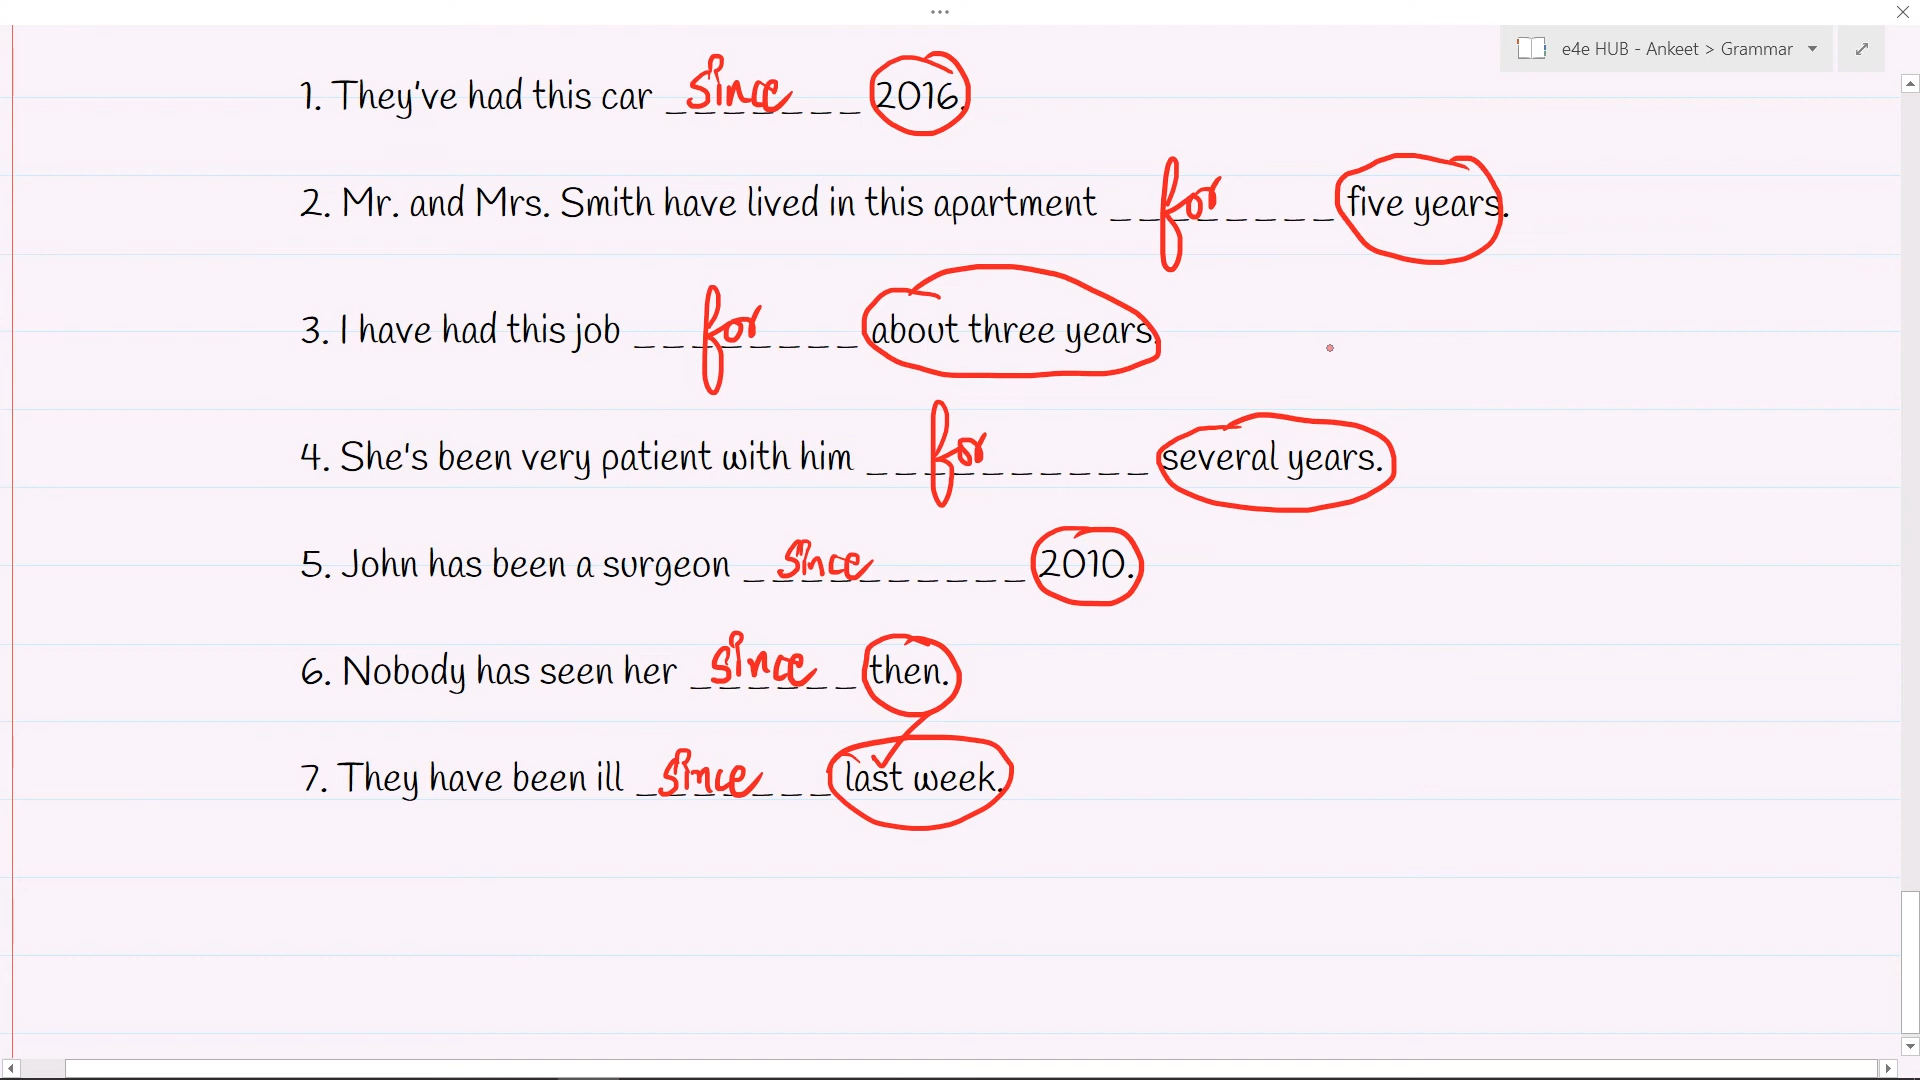 e4e HUB - Ankeet > Grammar
1. They've had this car since 2016.
2. Mr. and Mrs. Smith have lived in this apartment for five years.
3. I have had this job for about three years.
4. She's been very patient with him for several years.
5. John has been a surgeon since 2010.
6. Nobody has seen her since then.
7. They have been ill since last week.